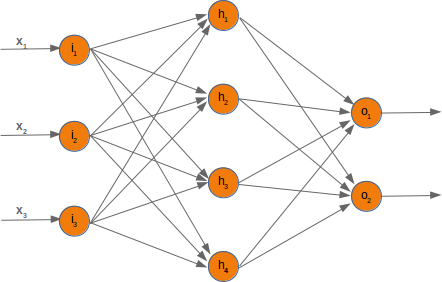 x₁
i₁
x₂
i₂
x₃
i₃
h₁
h₂
h₃
h₄
o₁
o₂